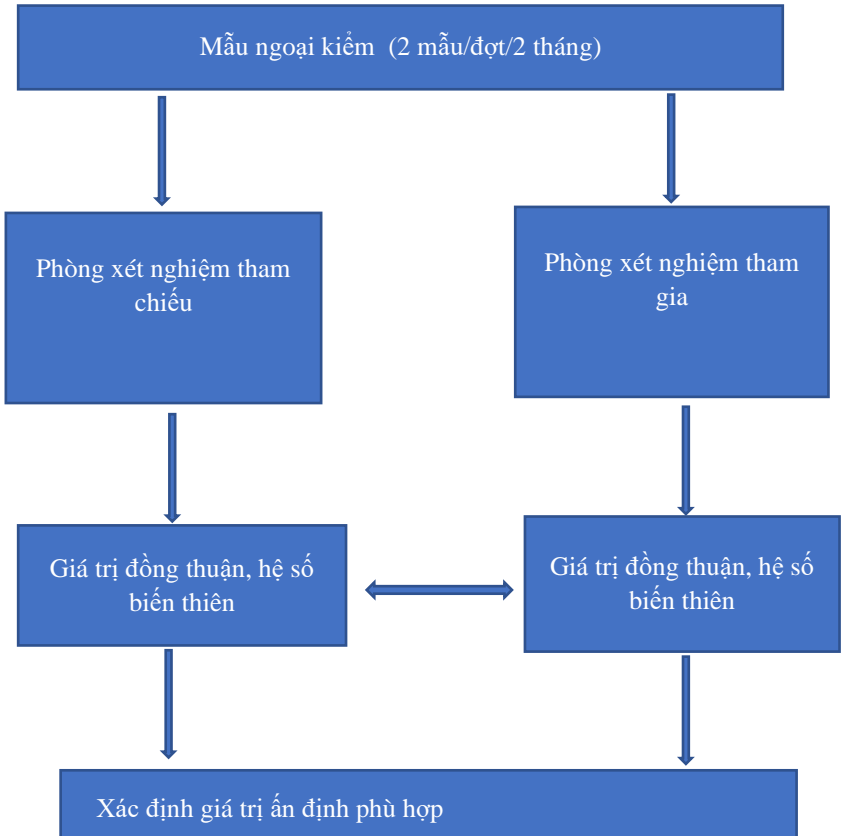 Mẫu ngoại kiểm (2 mẫu/đợt/2 tháng)
Phòng xét nghiệm tham
chiếu
Phòng xét nghiệm tham
gia
Giá trị đồng thuận, hệ số
biến thiên
Giá trị đồng thuận, hệ số
biến thiên
Xác định giá trị ấn định phù hợp